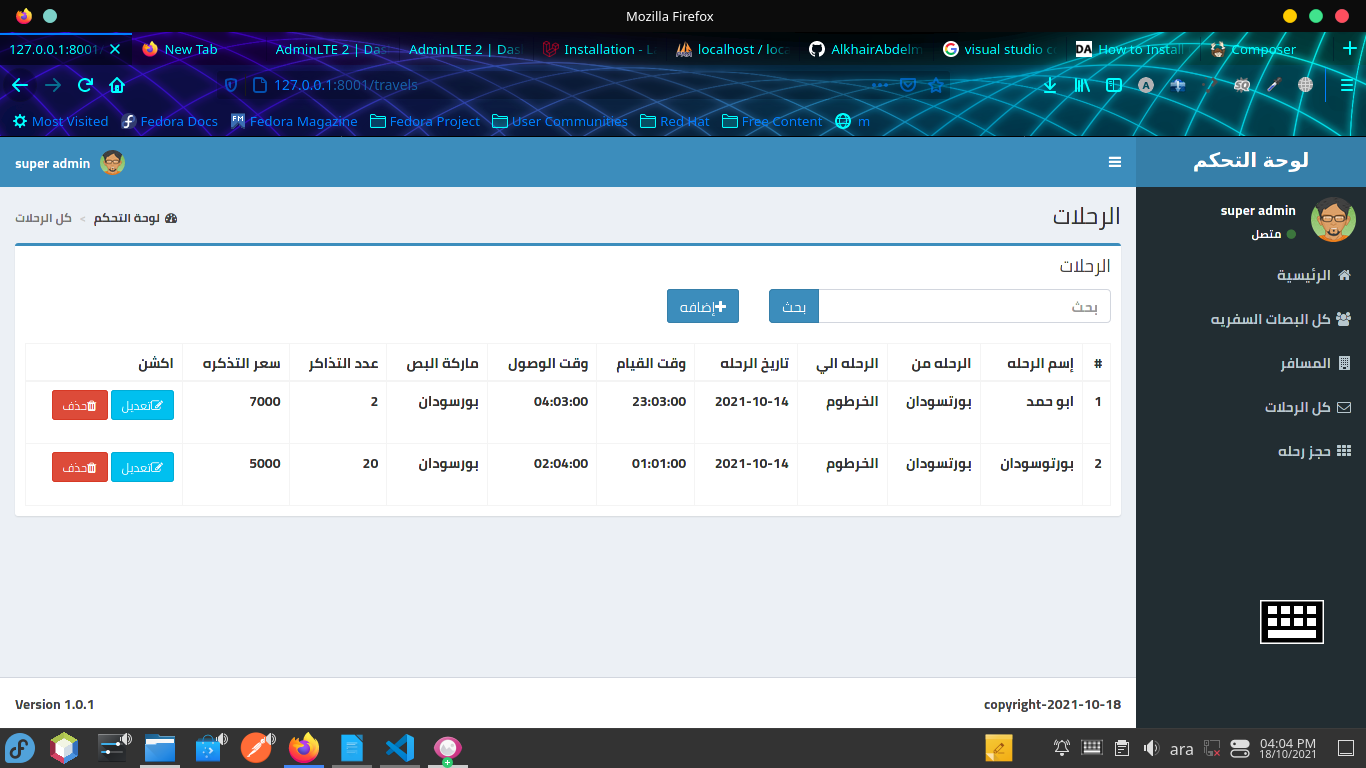 Mozilla Firefox
127.0.0.1:8001/
New Tab
AdminLTE 2 | Das
AdminLTE 2 | Das
Installation - L
localhost / loca
AlkhairAbdelm
visual studio co
How to Install
Composer
127.0.0.1:8001/travels
Most Visited
Fedora Docs
Fedora Magazine
Fedora Project
User Communities
Red Hat
Free Content
m
لوحة التحكم
super admin
super admin
متصل
الرئيسية
كل البصات السفريه
المسافر
كل الرحلات
حجز رحله
الرحلات
لوحة التحكم > كل الرحلات
الرحلات
بحث بحث إضافه
# إسم الرحله الرحله من الرحله الي تاريخ الرحله وقت القيام وقت الوصول ماركة البص عدد التذاكر سعر التذكره اكشن
1 ابو حمد بورتسودان الخرطوم 2021-10-14 23:03:00 04:03:00 بورسودان 2 7000 تعديل حذف
2 بورتوسودان بورتسودان الخرطوم 2021-10-14 01:01:00 02:04:00 بورسودان 20 5000 تعديل حذف
copyright-2021-10-18
Version 1.0.1
ara
04:04 PM
18/10/2021